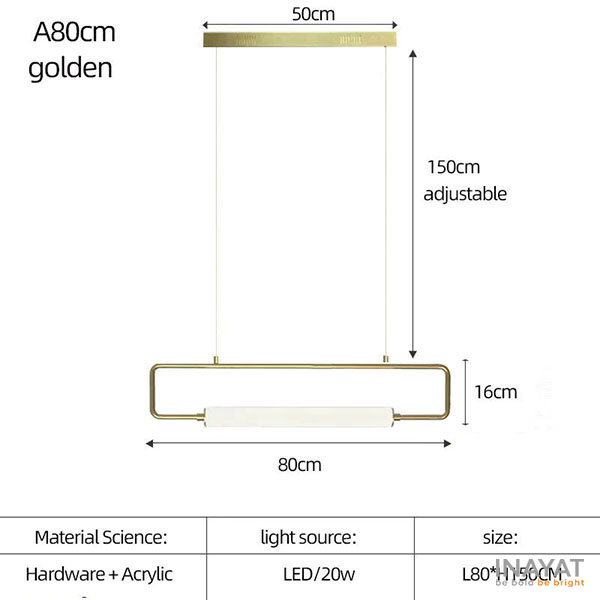 50cm
A80cm
golden
150cm
adjustable
16cm
80cm
Material Science: light source: size:
Hardware + Acrylic LED/20w L80*H150CM
INAYAT
be bold be bright